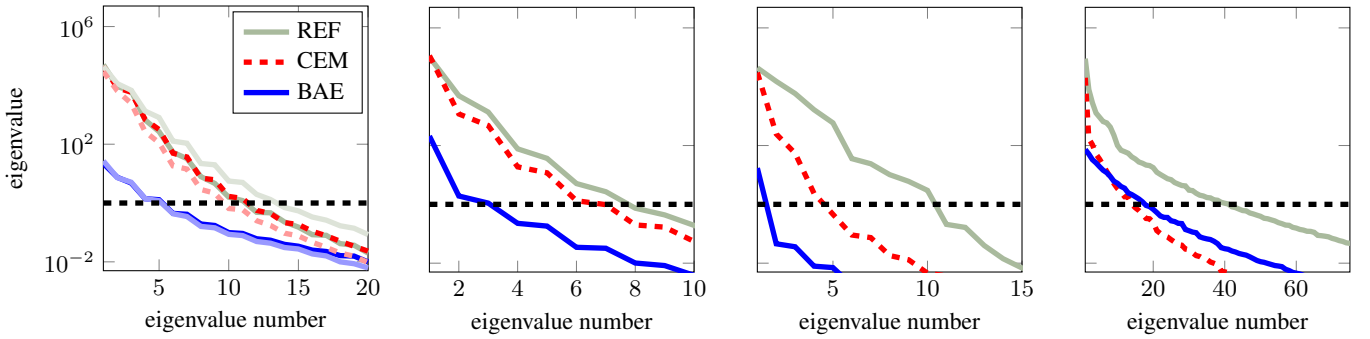 10^6
10^2
10^−2
eigenvalue
REF
CEM
BAE
5 10 15 20
eigenvalue number
2 4 6 8 10
eigenvalue number
5 10 15
eigenvalue number
20 40 60
eigenvalue number